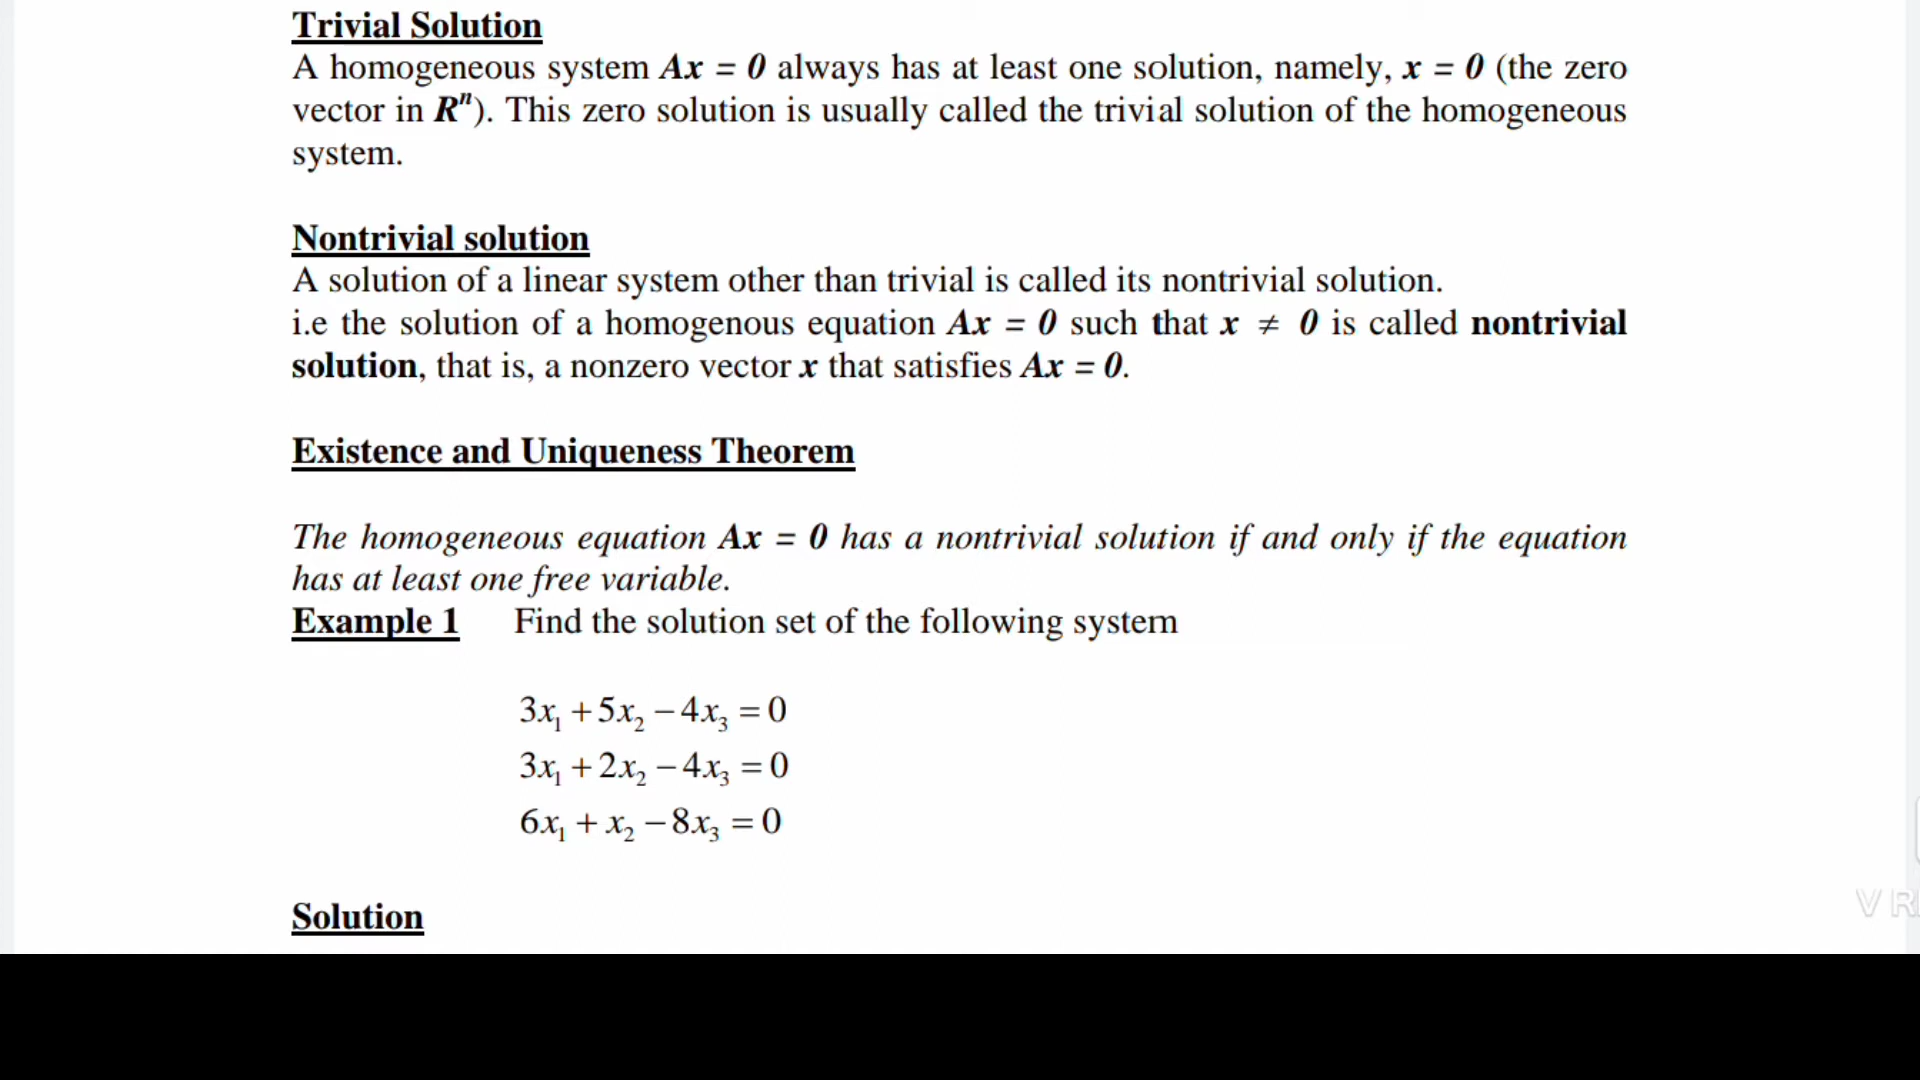 Trivial Solution
A homogeneous system Ax = 0 always has at least one solution, namely, x = 0 (the zero
vector in Rⁿ). This zero solution is usually called the trivial solution of the homogeneous
system.
Nontrivial solution
A solution of a linear system other than trivial is called its nontrivial solution.
i.e the solution of a homogenous equation Ax = 0 such that x ≠ 0 is called nontrivial
solution, that is, a nonzero vector x that satisfies Ax = 0.
Existence and Uniqueness Theorem
The homogeneous equation Ax = 0 has a nontrivial solution if and only if the equation
has at least one free variable.
Example 1 Find the solution set of the following system
3x₁ + 5x₂ − 4x₃ = 0
3x₁ + 2x₂ − 4x₃ = 0
6x₁ + x₂ − 8x₃ = 0
Solution